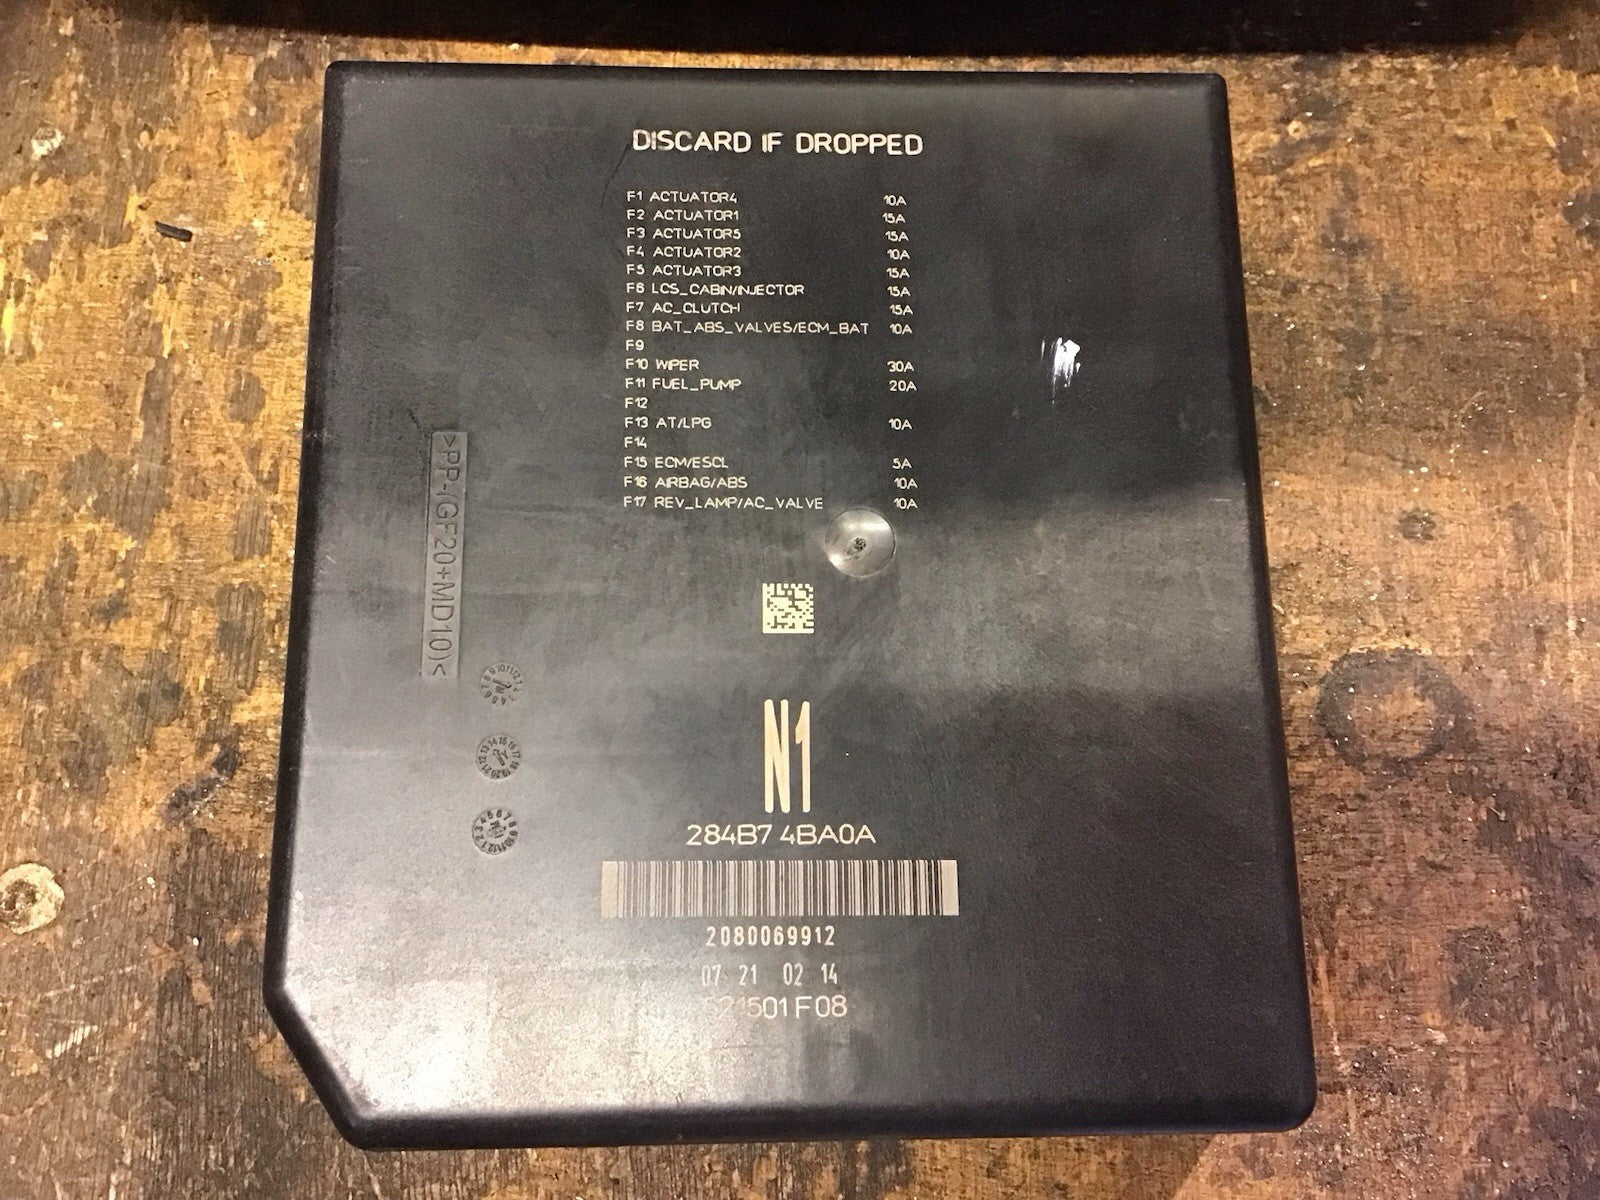 DISCARD IF DROPPED
F1 ACTUATOR4 10A
F2 ACTUATOR1 15A
F3 ACTUATOR5 15A
F4 ACTUATOR2 10A
F5 ACTUATOR3 15A
F6 LCS_CABIN/INJECTOR 15A
F7 AC_CLUTCH 15A
F8 BAT_ABS_VALVES/ECM_BAT 10A
F9
F10 WIPER 30A
F11 FUEL_PUMP 20A
F12
F13 AT/LPG 10A
F14
F15 ECM/ESCL 5A
F16 AIRBAG/ABS 10A
F17 REV_LAMP/AC_VALVE 10A
>PP-(GF20+MD10)<
N1
284B7 4BA0A
2080069912
07 21 02 14